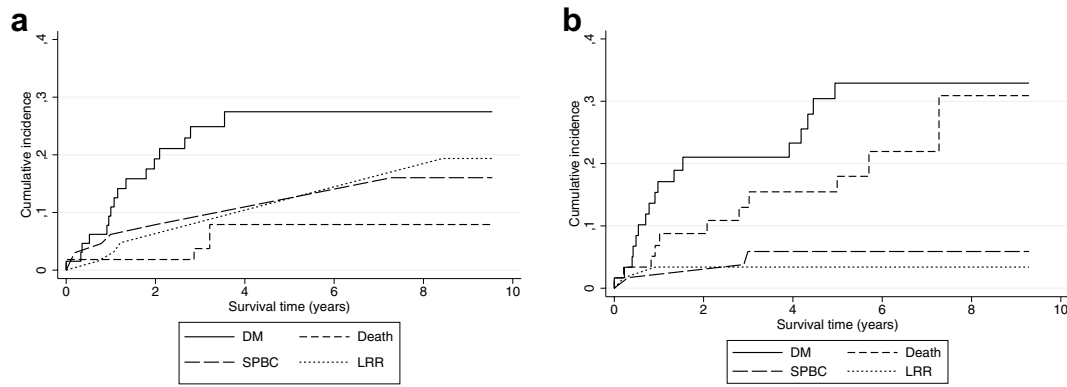 a
Cumulative incidence
,4
,3
,2
,1
0
0 2 4 6 8 10
Survival time (years)
DM Death
SPBC LRR
b
Cumulative incidence
,4
,3
,2
,1
0
0 2 4 6 8 10
Survival time (years)
DM Death
SPBC LRR